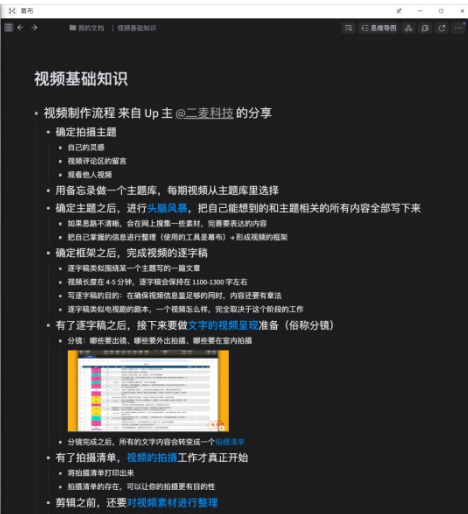 幕布
我的文档 | 视频基础知识
思维导图
视频基础知识
视频制作流程 来自 Up 主 @二麦科技 的分享
确定拍摄主题
自己的灵感
视频评论区的留言
观看他人视频
用备忘录做一个主题库，每期视频从主题库里选择
确定主题之后，进行头脑风暴，把自己能想到的和主题相关的所有内容全部写下来
如果思路不清晰，会在网上搜集一些素材，完善要表达的内容
把自己掌握的信息进行整理（使用的工具是幕布）→ 形成视频的框架
确定框架之后，完成视频的逐字稿
逐字稿类似围绕某一个主题写的一篇文章
视频长度在 4-5 分钟，逐字稿会保持在 1100-1300 字左右
写逐字稿的目的：在确保视频信息量足够的同时，内容还要有章法
逐字稿类似电视剧的剧本，一个视频怎么样，完全取决于这个阶段的工作
有了逐字稿之后，接下来要做文字的视频呈现准备（俗称分镜）
分镜：哪些要出镜、哪些要外出拍摄、哪些要在室内拍摄
分镜完成之后，所有的文字内容会转变成一个拍摄清单
有了拍摄清单，视频的拍摄工作才真正开始
将拍摄清单打印出来
拍摄清单的存在，可以让你的拍摄更有目的性
剪辑之前，还要对视频素材进行整理